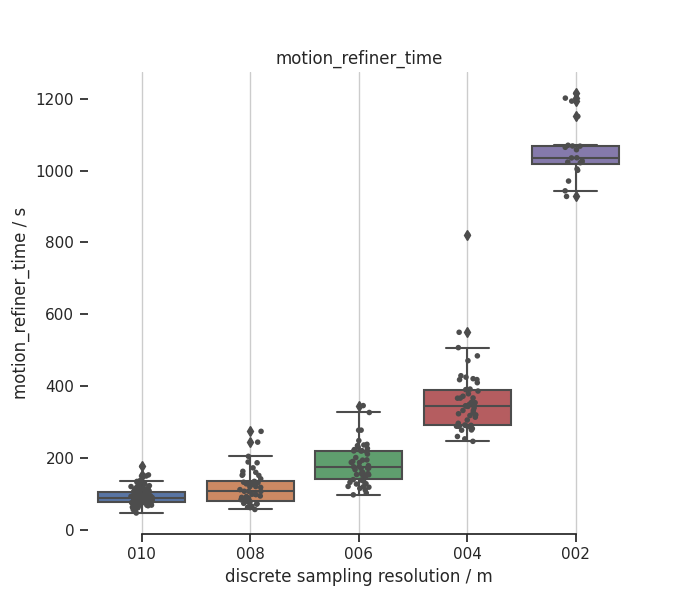 motion_refiner_time
motion_refiner_time / s
1200
1000
800
600
400
200
0
010 008 006 004 002
discrete sampling resolution / m